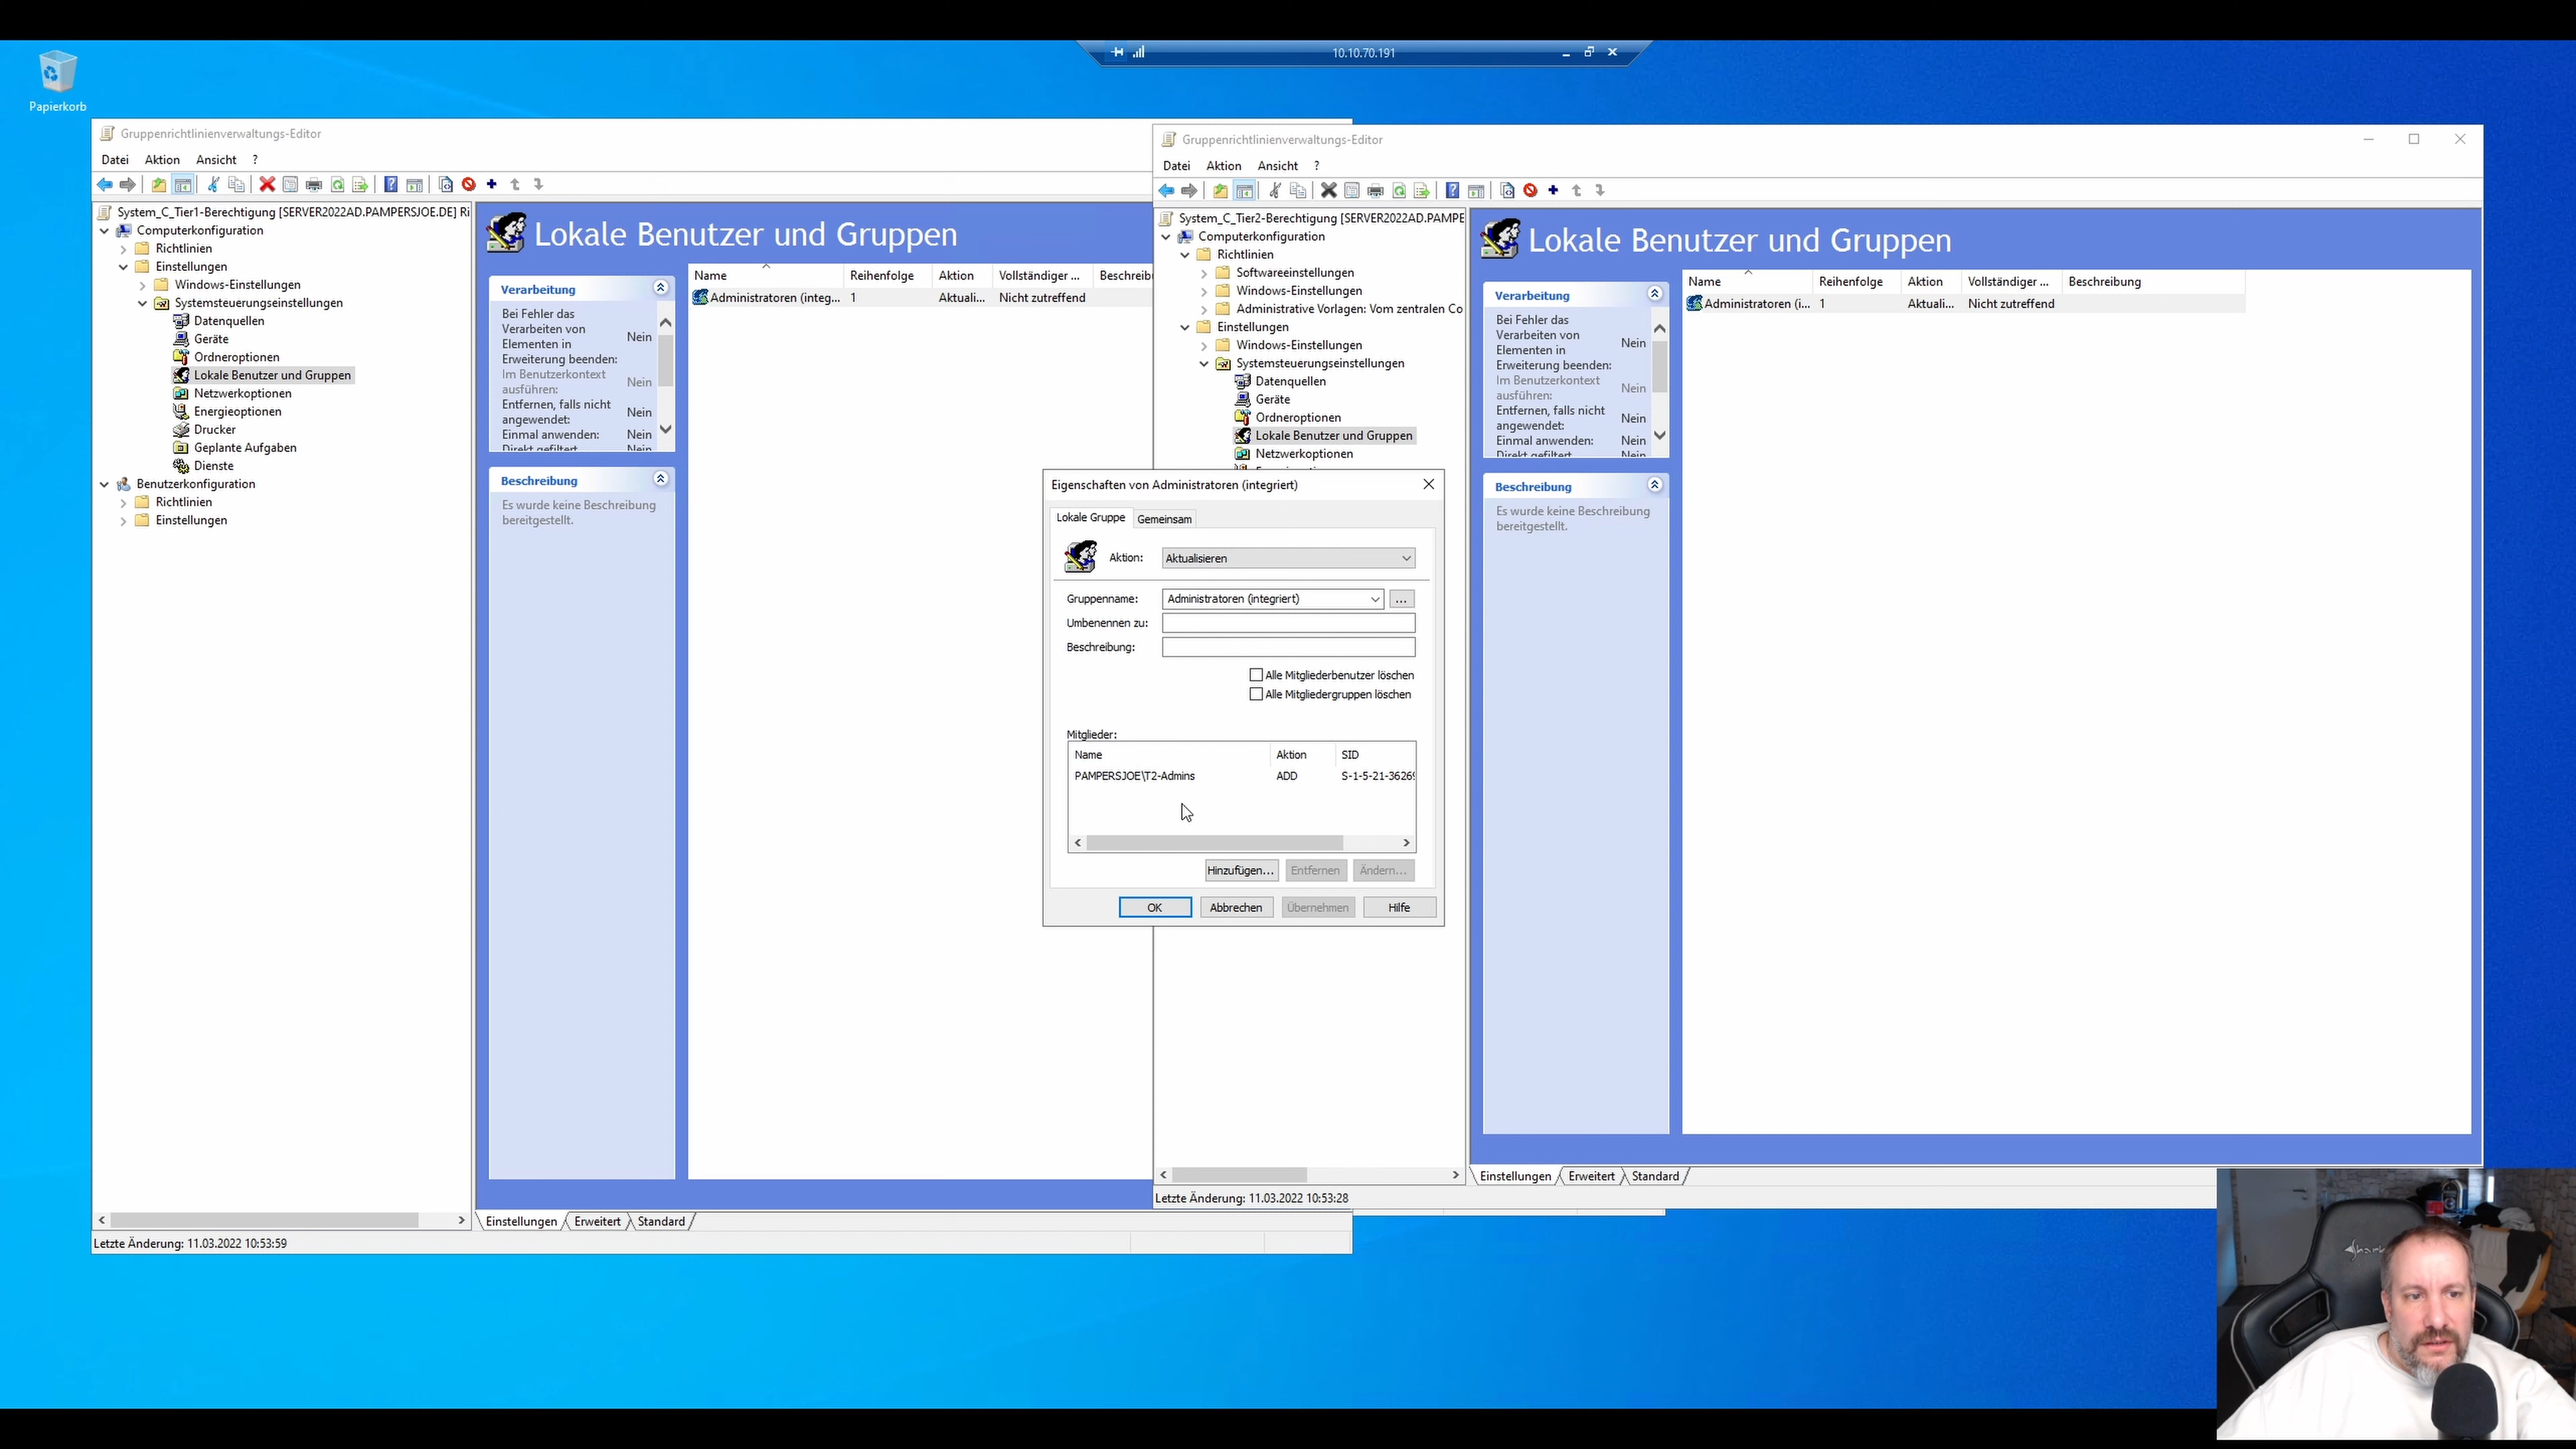 Papierkorb
10.10.70.191
Gruppenrichtlinienverwaltungs-Editor
Datei Aktion Ansicht ?
System_C_Tier1-Berechtigung [SERVER2022AD.PAMPERSJOE.DE] Ri
Computerkonfiguration
Richtlinien
Einstellungen
Windows-Einstellungen
Systemsteuerungseinstellungen
Datenquellen
Geräte
Ordneroptionen
Lokale Benutzer und Gruppen
Netzwerkoptionen
Energieoptionen
Drucker
Geplante Aufgaben
Dienste
Benutzerkonfiguration
Richtlinien
Einstellungen
Lokale Benutzer und Gruppen
Verarbeitung
Bei Fehler das
Verarbeiten von
Elementen in
Erweiterung beenden:
Nein
Im Benutzerkontext
ausführen:
Nein
Entfernen, falls nicht
angewendet:
Nein
Einmal anwenden: Nein
Direkt gefiltert Nein
Beschreibung
Es wurde keine Beschreibung
bereitgestellt.
Name Reihenfolge Aktion Vollständiger ... Beschreib
Administratoren (integ... 1 Aktuali... Nicht zutreffend
Einstellungen Erweitert Standard
Letzte Änderung: 11.03.2022 10:53:59
Gruppenrichtlinienverwaltungs-Editor
Datei Aktion Ansicht ?
System_C_Tier2-Berechtigung [SERVER2022AD.PAMPE
Computerkonfiguration
Richtlinien
Softwareeinstellungen
Windows-Einstellungen
Administrative Vorlagen: Vom zentralen Co
Einstellungen
Windows-Einstellungen
Systemsteuerungseinstellungen
Datenquellen
Geräte
Ordneroptionen
Lokale Benutzer und Gruppen
Netzwerkoptionen
Lokale Benutzer und Gruppen
Verarbeitung
Bei Fehler das
Verarbeiten von
Elementen in
Erweiterung beenden:
Nein
Im Benutzerkontext
ausführen:
Nein
Entfernen, falls nicht
angewendet:
Nein
Einmal anwenden: Nein
Direkt gefiltert Nein
Beschreibung
Es wurde keine Beschreibung
bereitgestellt.
Name Reihenfolge Aktion Vollständiger ... Beschreibung
Administratoren (i... 1 Aktuali... Nicht zutreffend
Einstellungen Erweitert Standard
Letzte Änderung: 11.03.2022 10:53:28
Eigenschaften von Administratoren (integriert)
Lokale Gruppe Gemeinsam
Aktion: Aktualisieren
Gruppenname: Administratoren (integriert) ...
Umbenennen zu:
Beschreibung:
Alle Mitgliederbenutzer löschen
Alle Mitgliedergruppen löschen
Mitglieder:
Name Aktion SID
PAMPERSJOE\T2-Admins ADD S-1-5-21-3626
Hinzufügen... Entfernen Ändern...
OK Abbrechen Übernehmen Hilfe